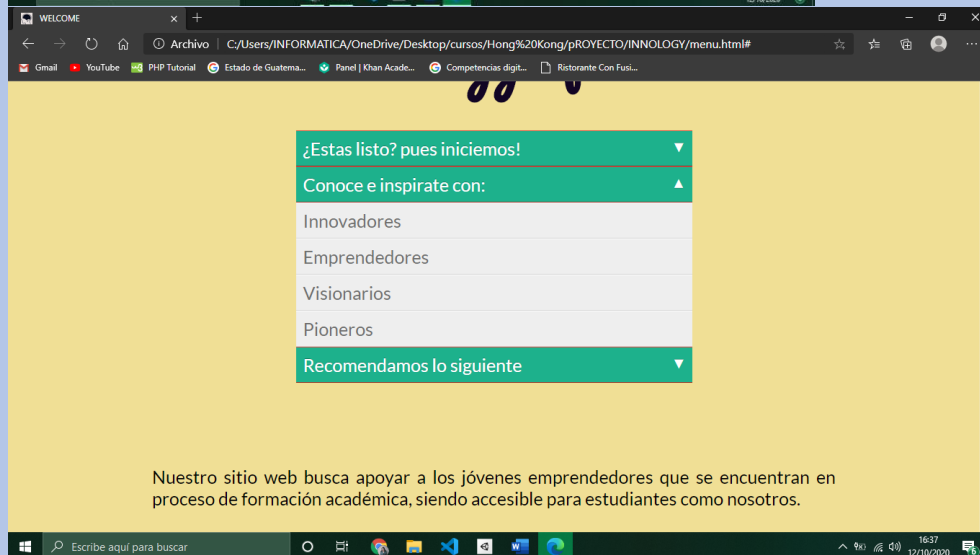 WELCOME
Archivo | C:/Users/INFORMATICA/OneDrive/Desktop/cursos/Hong%20Kong/pROYECTO/INNOLOGY/menu.html#
Gmail YouTube PHP Tutorial Estado de Guatema... Panel | Khan Acade... Competencias digit... Ristorante Con Fusi...
¿Estas listo? pues iniciemos!
Conoce e inspirate con:
Innovadores
Emprendedores
Visionarios
Pioneros
Recomendamos lo siguiente
Nuestro sitio web busca apoyar a los jóvenes emprendedores que se encuentran en
proceso de formación académica, siendo accesible para estudiantes como nosotros.
Escribe aquí para buscar
16:37
12/10/2020